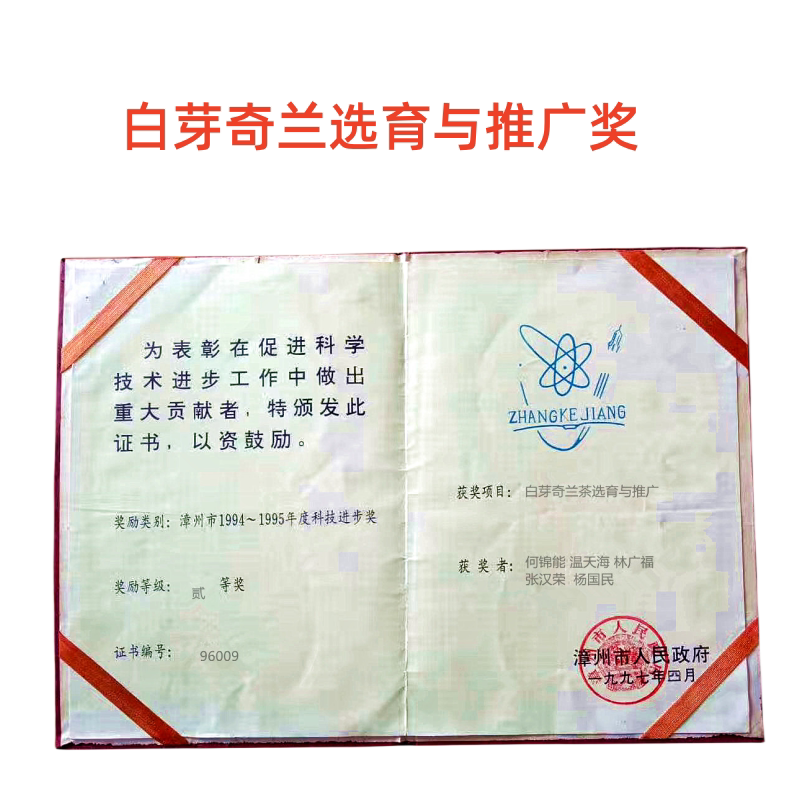 白芽奇兰选育与推广奖
为表彰在促进科学
技术进步工作中做出
重大贡献者，特颁发此
证书，以资鼓励。
奖励类别：漳州市1994～1995年度科技进步奖
奖励等级： 贰 等奖
证书编号： 96009
ZHANGKEJIANG
获奖项目：白芽奇兰茶选育与推广
获奖者：何锦能 温天海 林广福
张汉荣 杨国民
漳州市人民政府
一九九七年四月